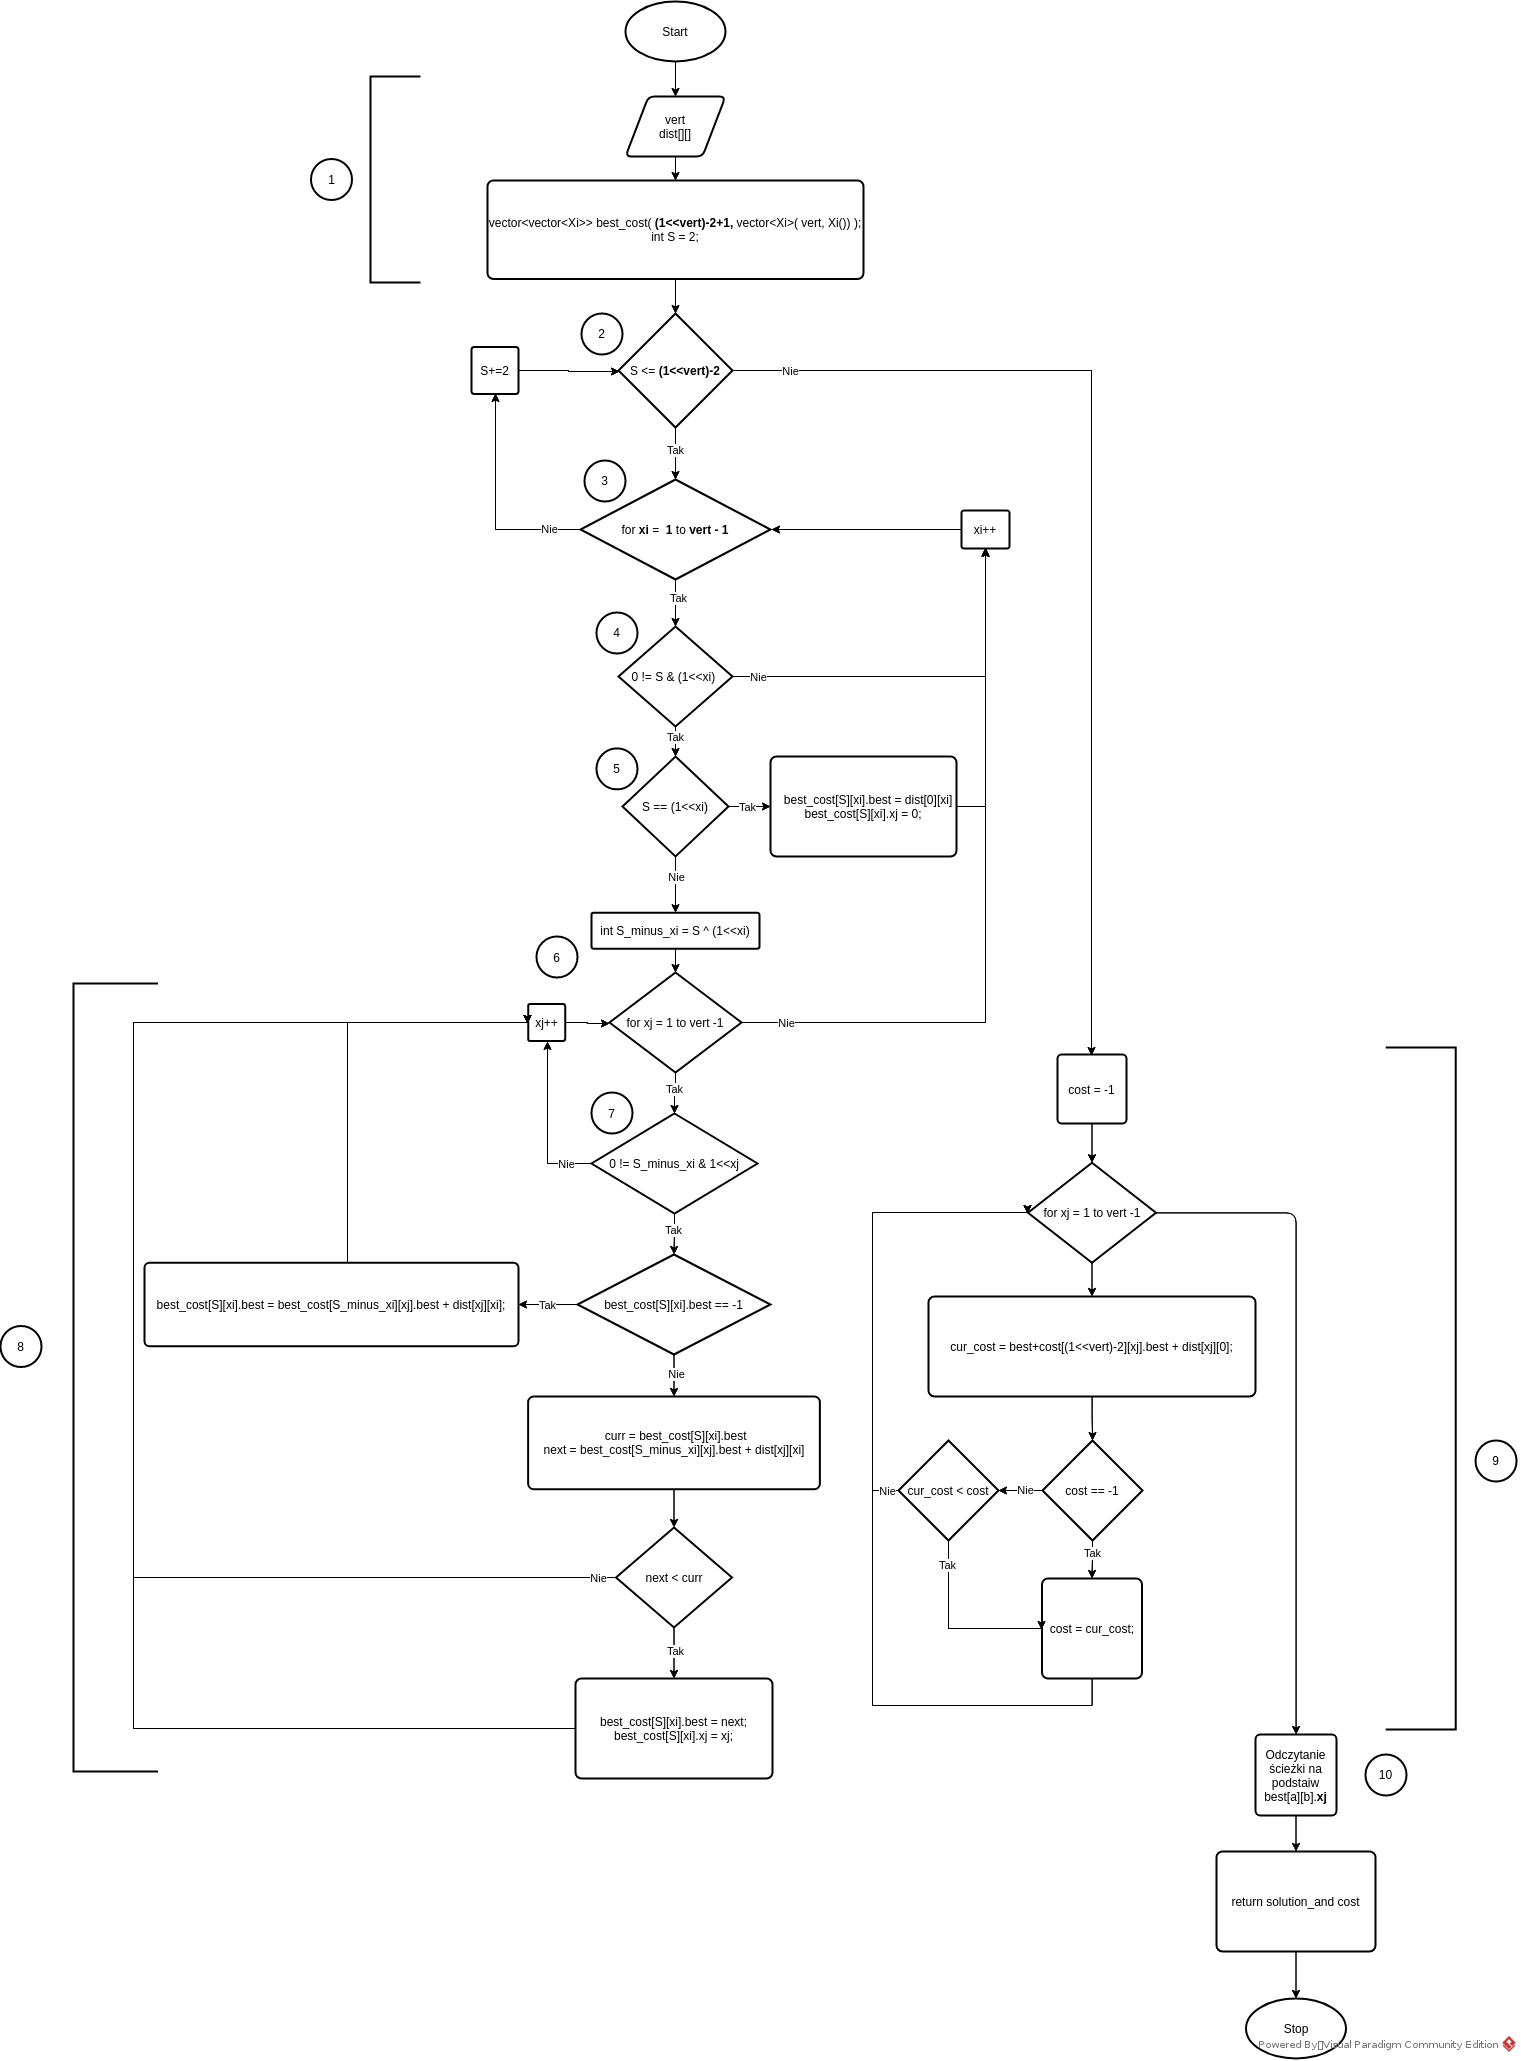 Start
vert
dist[][]
1
vector<vector<Xi>> best_cost( (1<<vert)-2+1, vector<Xi>( vert, Xi()) );
int S = 2;
2
S+=2
S <= (1<<vert)-2
Nie
Tak
3
for xi = 1 to vert - 1
xi++
Nie
Tak
4
0 != S & (1<<xi)
Nie
Tak
5
S == (1<<xi)
Tak
best_cost[S][xi].best = dist[0][xi]
best_cost[S][xi].xj = 0;
Nie
int S_minus_xi = S ^ (1<<xi)
6
xj++
for xj = 1 to vert -1
Nie
Tak
cost = -1
7
0 != S_minus_xi & 1<<xj
Nie
Tak
for xj = 1 to vert -1
best_cost[S][xi].best = best_cost[S_minus_xi][xj].best + dist[xj][xi];
Tak
best_cost[S][xi].best == -1
8
cur_cost = best+cost[(1<<vert)-2][xj].best + dist[xj][0];
Nie
curr = best_cost[S][xi].best
next = best_cost[S_minus_xi][xj].best + dist[xj][xi]
9
Nie
cur_cost < cost
Nie
cost == -1
Tak
Tak
Nie
next < curr
Tak
cost = cur_cost;
best_cost[S][xi].best = next;
best_cost[S][xi].xj = xj;
Odczytanie
ścieżki na
podstaiw
best[a][b].xj
10
return solution_and cost
Stop
Powered By▯Visual Paradigm Community Edition